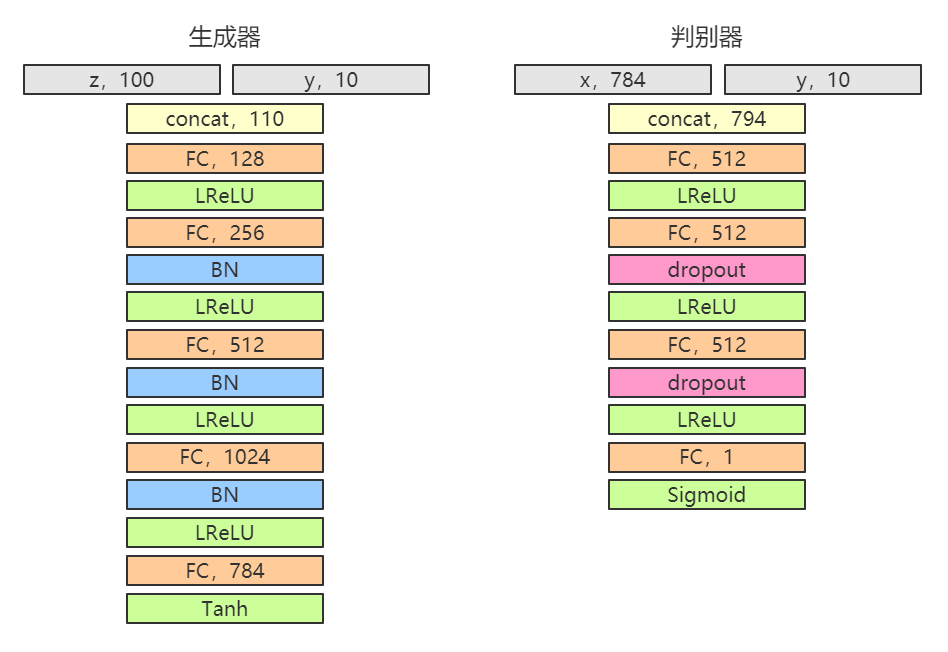 生成器
z，100
y，10
concat，110
FC，128
LReLU
FC，256
BN
LReLU
FC，512
BN
LReLU
FC，1024
BN
LReLU
FC，784
Tanh
判别器
x，784
y，10
concat，794
FC，512
LReLU
FC，512
dropout
LReLU
FC，512
dropout
LReLU
FC，1
Sigmoid